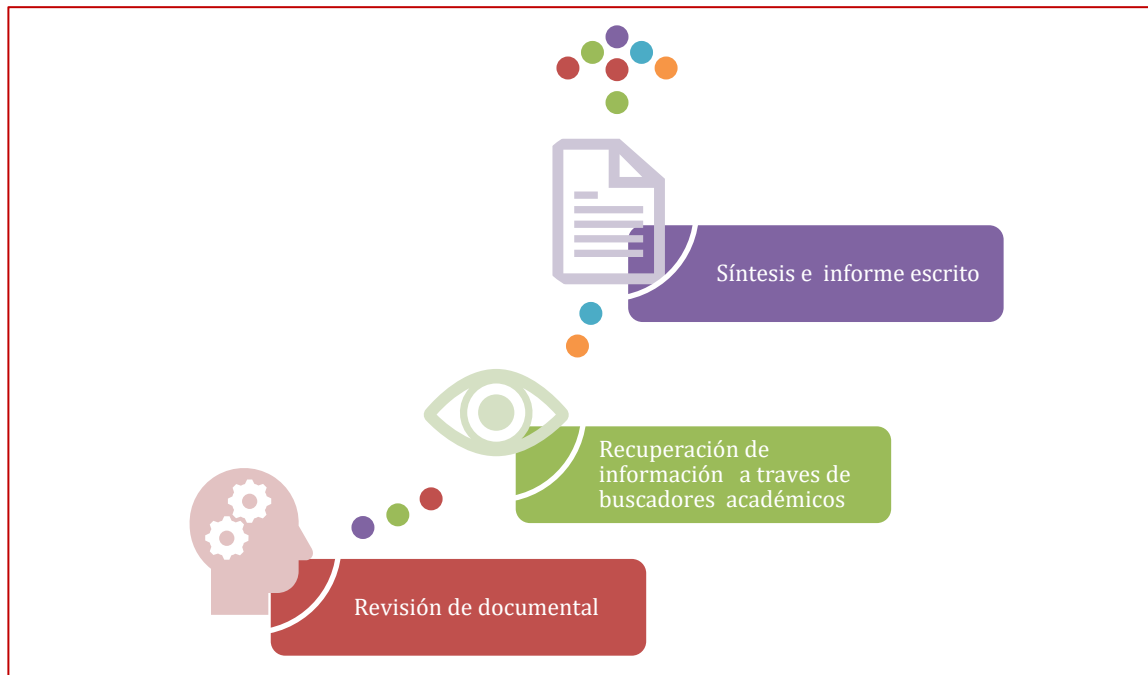 Síntesis e  informe escrito
Recuperación de
información   a traves de
buscadores  académicos
Revisión de documental